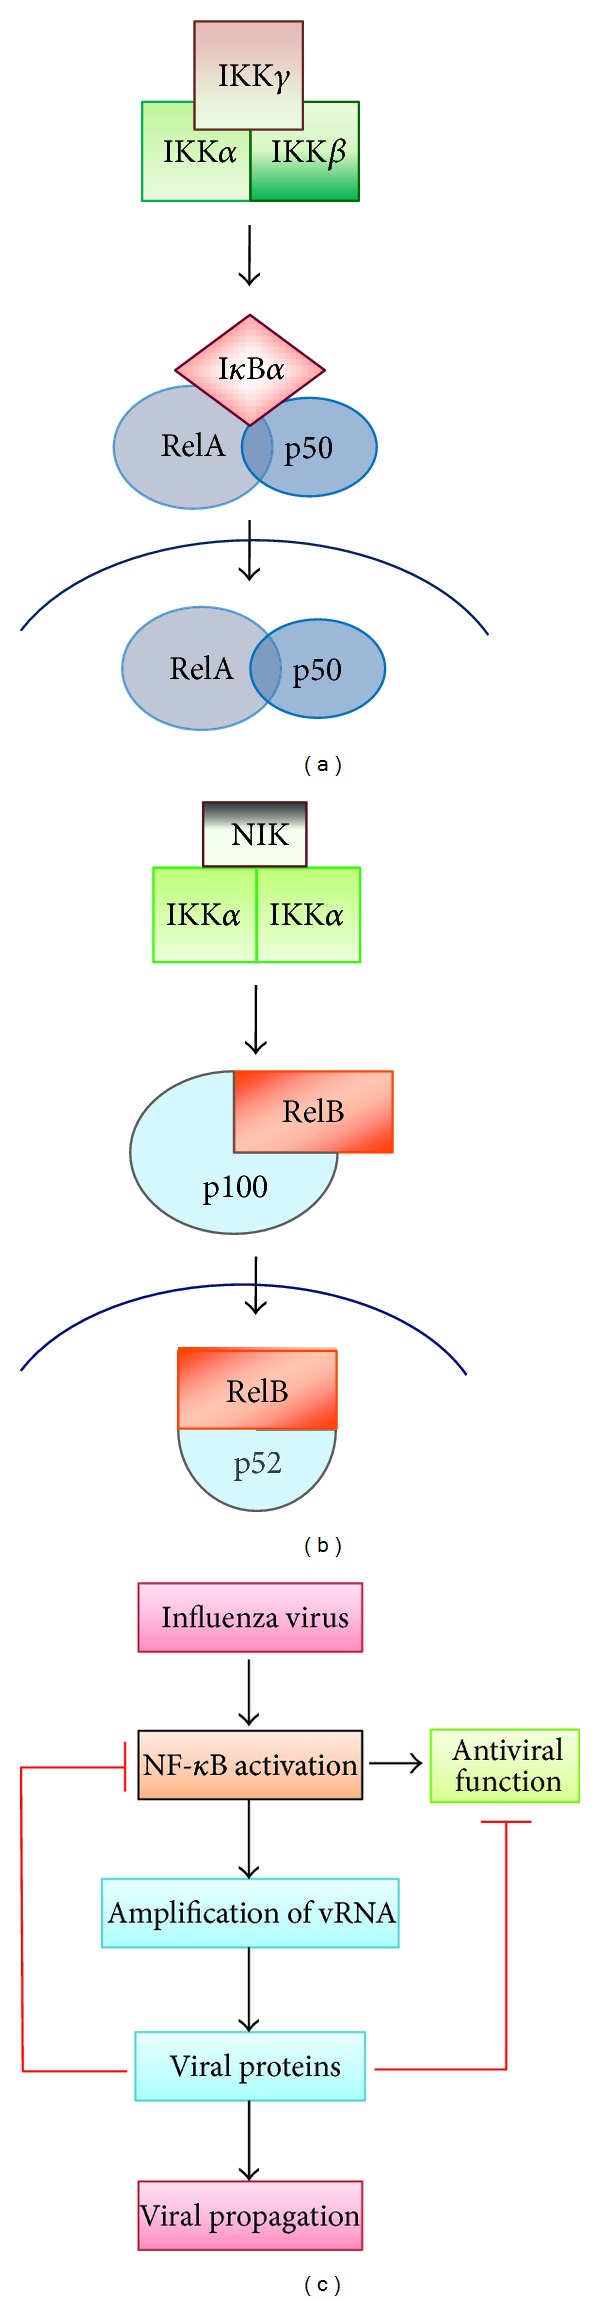 IKKγ
IKKα IKKβ
IκBα
RelA p50
RelA p50
(a)
NIK
IKKα IKKα
RelB
p100
RelB
p52
(b)
Influenza virus
NF-κB activation
Antiviral
function
Amplification of vRNA
Viral proteins
Viral propagation
(c)